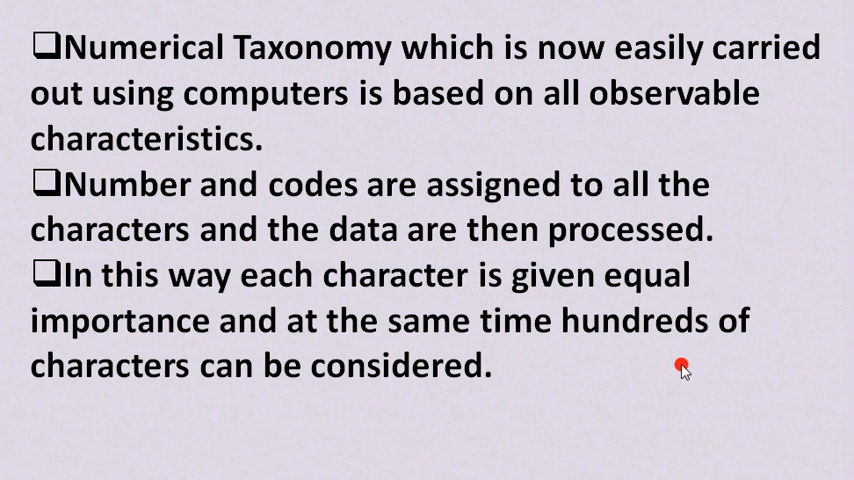 ❑Numerical Taxonomy which is now easily carried
out using computers is based on all observable
characteristics.
❑Number and codes are assigned to all the
characters and the data are then processed.
❑In this way each character is given equal
importance and at the same time hundreds of
characters can be considered.